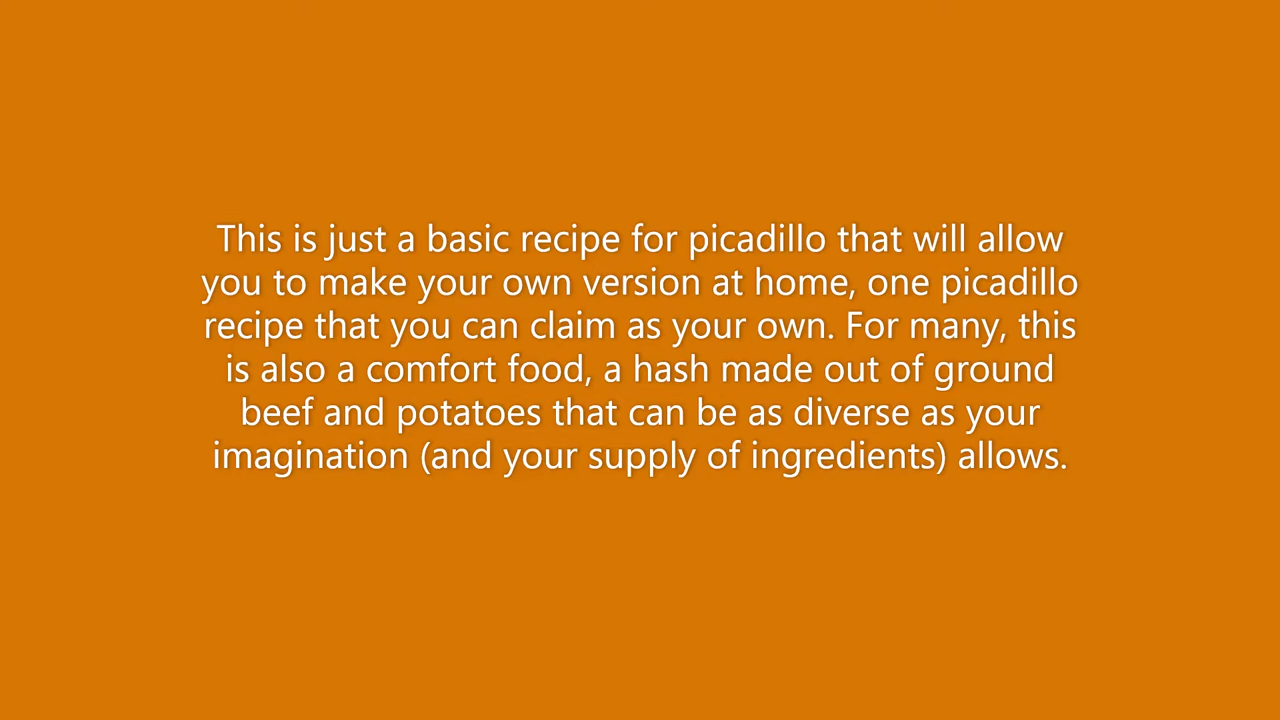 This is just a basic recipe for picadillo that will allow
you to make your own version at home, one picadillo
recipe that you can claim as your own. For many, this
is also a comfort food, a hash made out of ground
beef and potatoes that can be as diverse as your
imagination (and your supply of ingredients) allows.